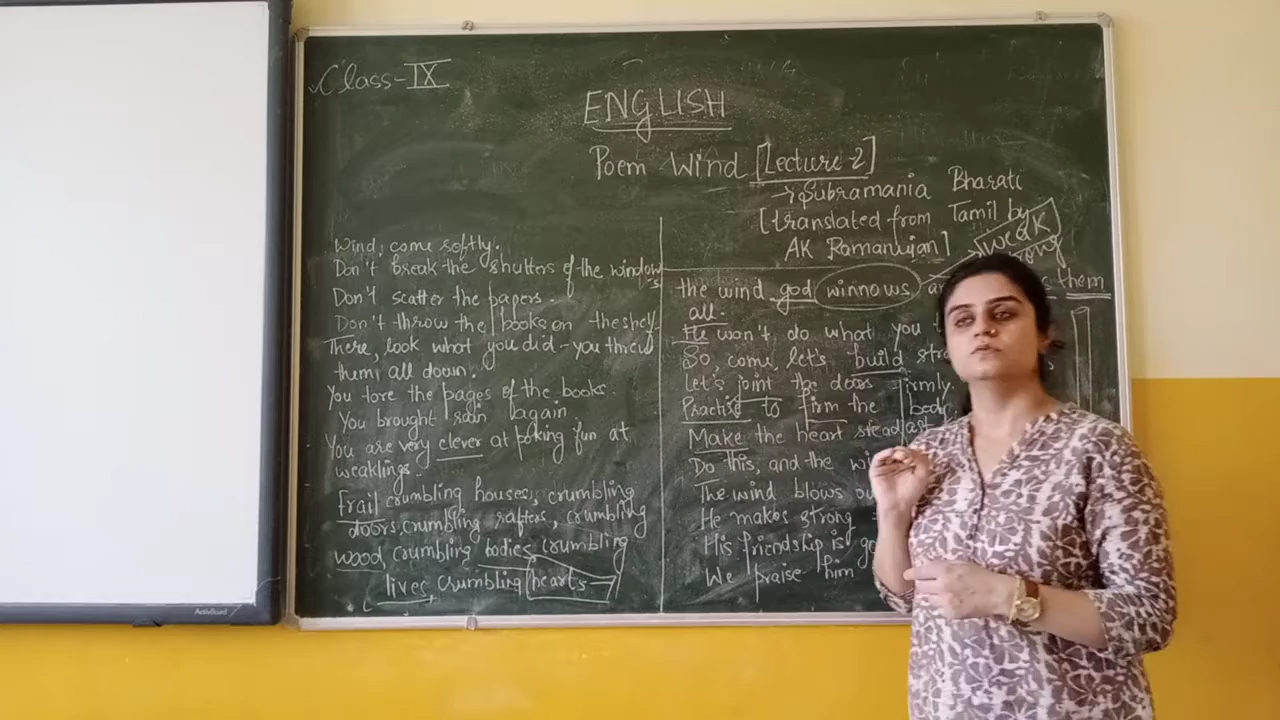 Class-IX
ENGLISH
Poem Wind [Lecture-2]
→ Subramania Bharati
[translated from Tamil by
AK Ramanujan]
weak
Wind, come softly.
Don't break the shutters of the windows
Don't scatter the papers.
Don't throw the books on the shelf
There, look what you did - you threw
them, all down.
You tore the pages of the books.
You brought rain again
You are very clever at poking fun at
weaklings.
Frail crumbling houses, crumbling
doors, crumbling rafters, crumbling
wood crumbling bodies crumbling
lives, crumbling hearts
the wind god winnows them
all.
He won't do what you
So, come, let's build
Let's joint the doors firmly.
Practise to firm the body
Make the heart steadfast
Do this, and the
The wind blows
He makes strong
His friendship is
We praise him
ActivBoard